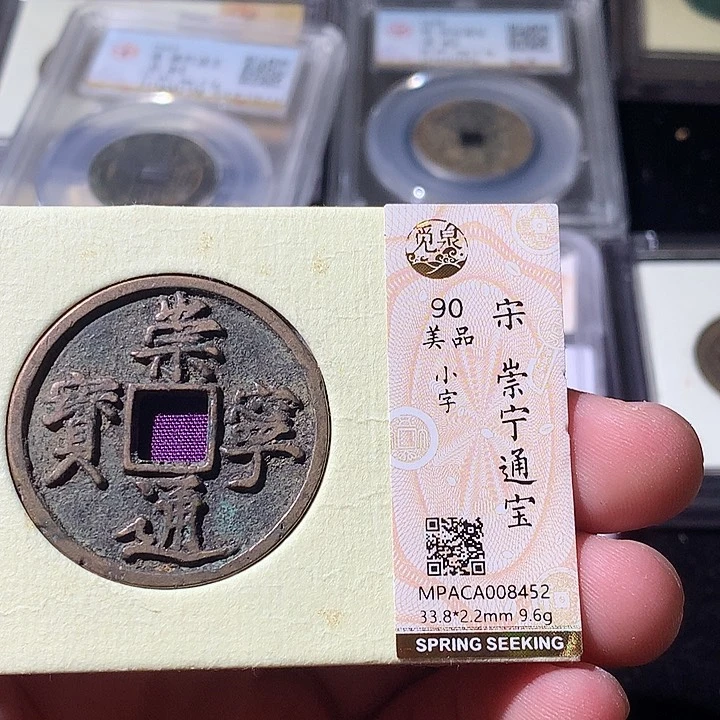 崇寧通寶
觅泉
宋 崇宁通宝
90
美品
小字
MPACA008452
33.8*2.2mm 9.6g
SPRING SEEKING